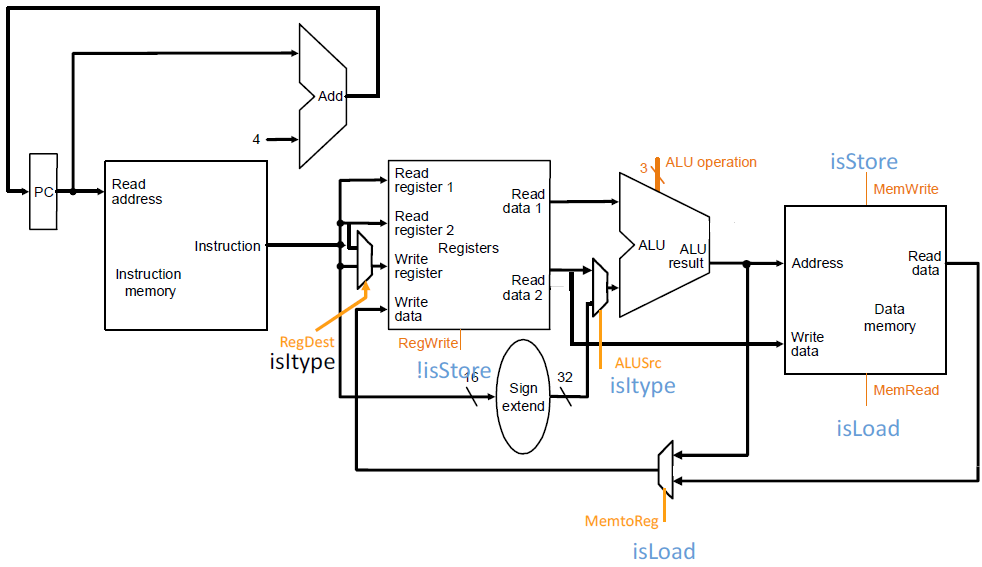 Add
4
PC
Read
address
Instruction
Instruction
memory
Read
register 1
Read
register 2
Write
register
Write
data
Registers
Read
data 1
Read
data 2
RegDest
isItype
RegWrite
!isStore
16
Sign
extend
32
3
ALU operation
ALU
ALU
result
ALUSrc
isItype
isStore
MemWrite
Address
Read
data
Data
memory
Write
data
MemRead
isLoad
MemtoReg
isLoad